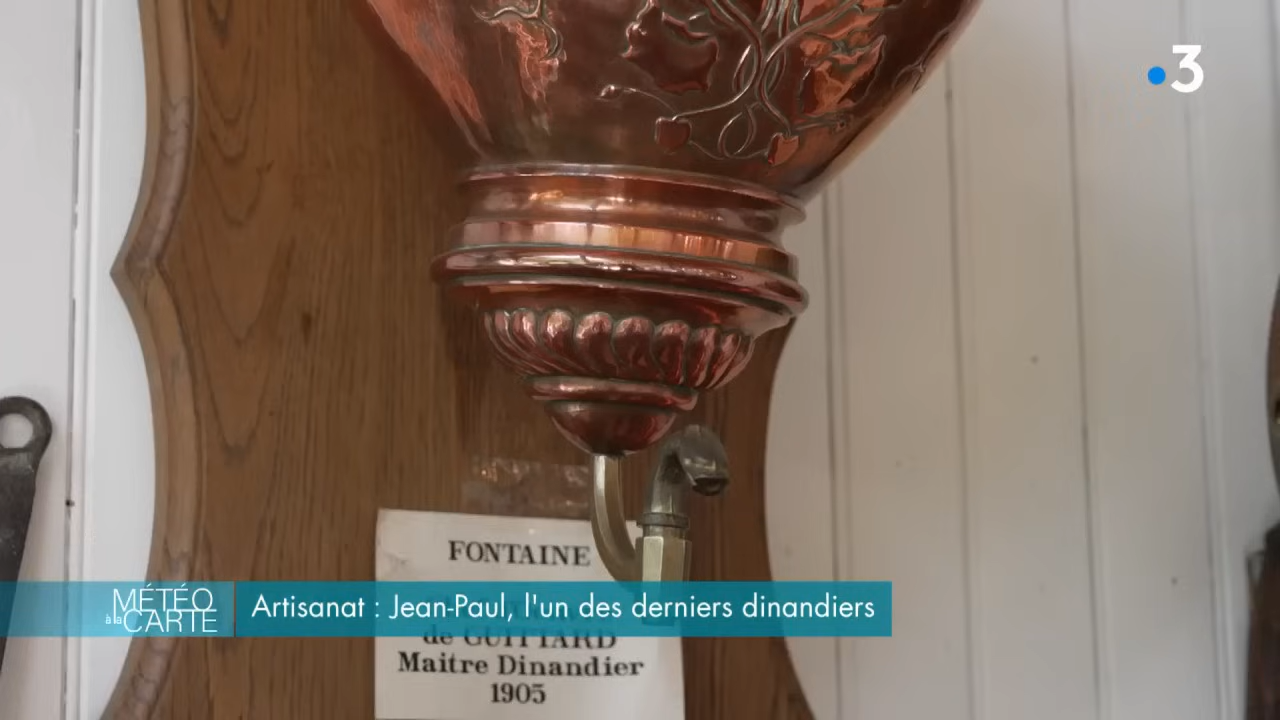 3
FONTAINE
MÉTÉO
à la CARTE
Artisanat : Jean-Paul, l'un des derniers dinandiers
de GUITTARD
Maitre Dinandier
1905